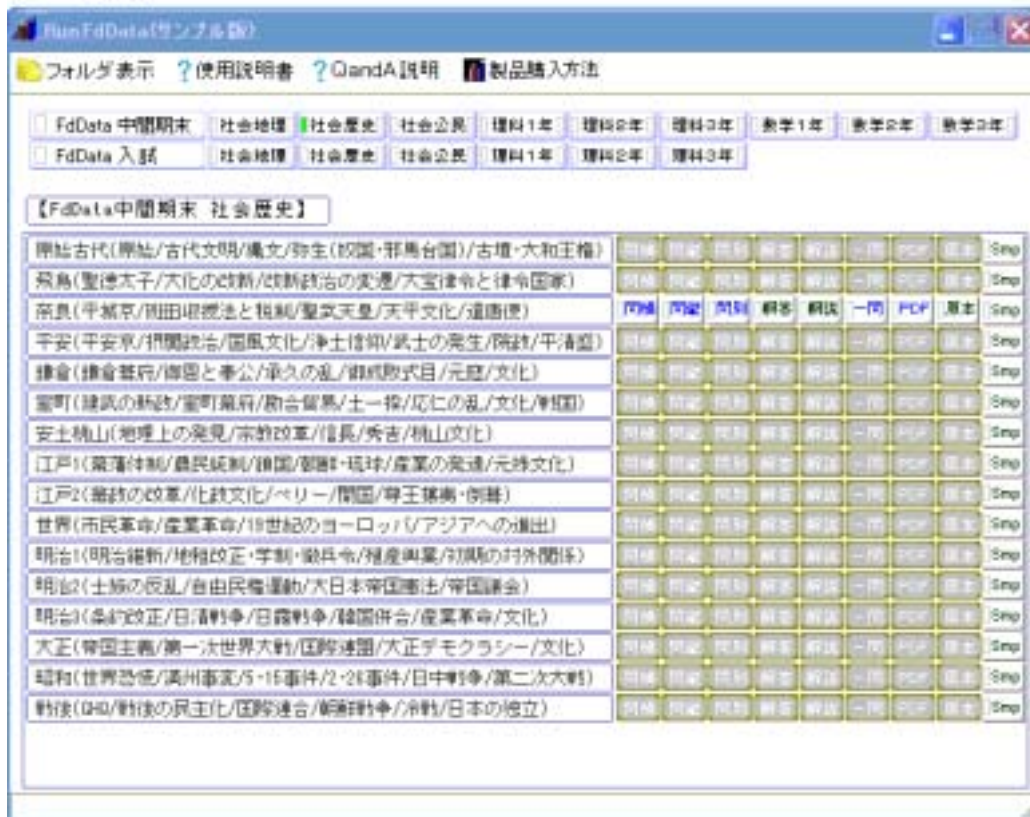 RunFdData(サンプル版)
フォルダ表示 ?使用説明書 ?QandA説明 製品購入方法
FdData 中間期末 社会地理 社会歴史 社会公民 理科1年 理科2年 理科3年 数学1年 数学2年 数学3年
FdData 入試 社会地理 社会歴史 社会公民 理科1年 理科2年 理科3年
【FdData中間期末 社会歴史】
原始古代(原始/古代文明/縄文/弥生(奴国・邪馬台国)/古墳・大和王権) Smp
飛鳥(聖徳太子/大化の改新/改新政治の変遷/大宝律令と律令国家) Smp
奈良(平城京/班田収授法と税制/聖武天皇/天平文化/遣唐使) 問横 問縦 問別 解答 解説 一問 PDF 原本 Smp
平安(平安京/摂関政治/国風文化/浄土信仰/武士の発生/院政/平清盛) Smp
鎌倉(鎌倉幕府/御恩と奉公/承久の乱/御成敗式目/元寇/文化) Smp
室町(建武の新政/室町幕府/勘合貿易/土一揆/応仁の乱/文化/戦国) Smp
安土桃山(地理上の発見/宗教改革/信長/秀吉/桃山文化) Smp
江戸1(幕藩体制/農民統制/鎖国/朝鮮・琉球/産業の発達/元禄文化) Smp
江戸2(幕政の改革/化政文化/ペリー/開国/尊王攘夷・倒幕) Smp
世界(市民革命/産業革命/19世紀のヨーロッパ/アジアへの進出) Smp
明治1(明治維新/地租改正・学制・徴兵令/殖産興業/初期の対外関係) Smp
明治2(士族の反乱/自由民権運動/大日本帝国憲法/帝国議会) Smp
明治3(条約改正/日清戦争/日露戦争/韓国併合/産業革命/文化) Smp
大正(帝国主義/第一次世界大戦/国際連盟/大正デモクラシー/文化) Smp
昭和(世界恐慌/満州事変/5・15事件/2・26事件/日中戦争/第二次大戦) Smp
戦後(GHQ/戦後の民主化/国際連合/朝鮮戦争/冷戦/日本の独立) Smp